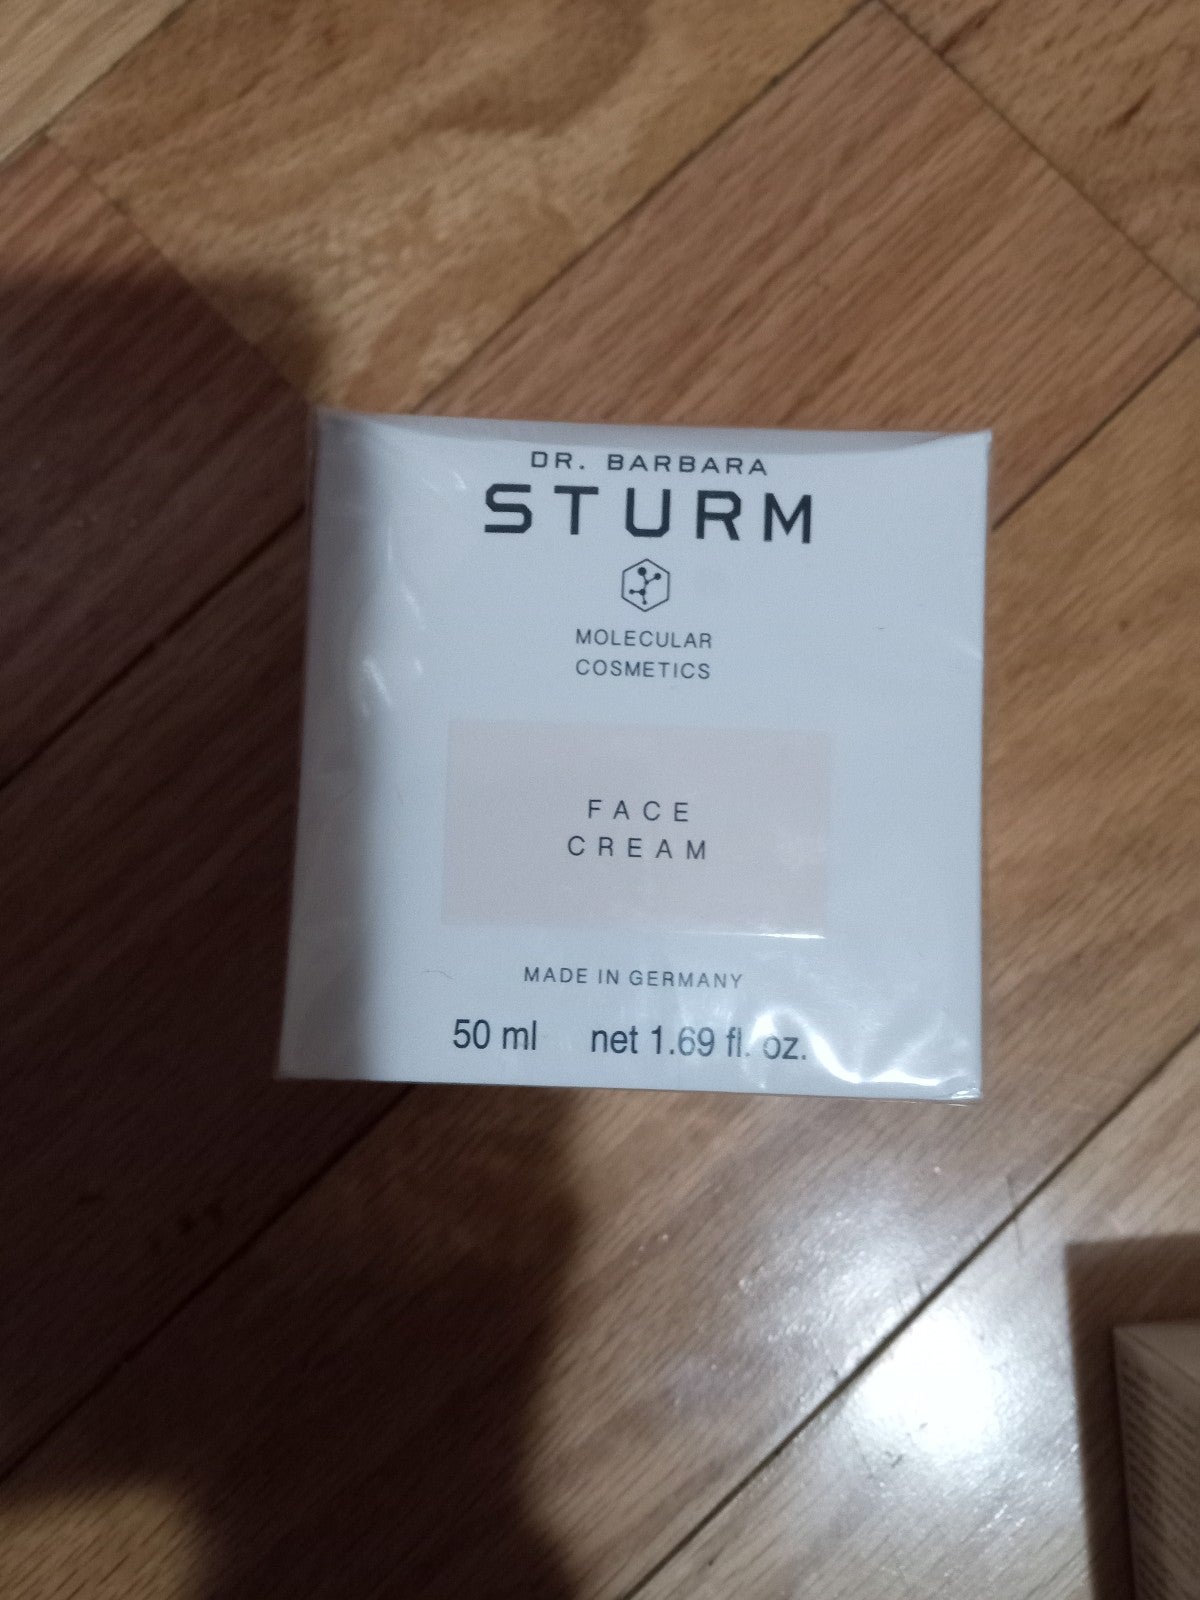 DR. BARBARA
STURM
MOLECULAR
COSMETICS
FACE
CREAM
MADE IN GERMANY
50 ml net 1.69 fl. oz.